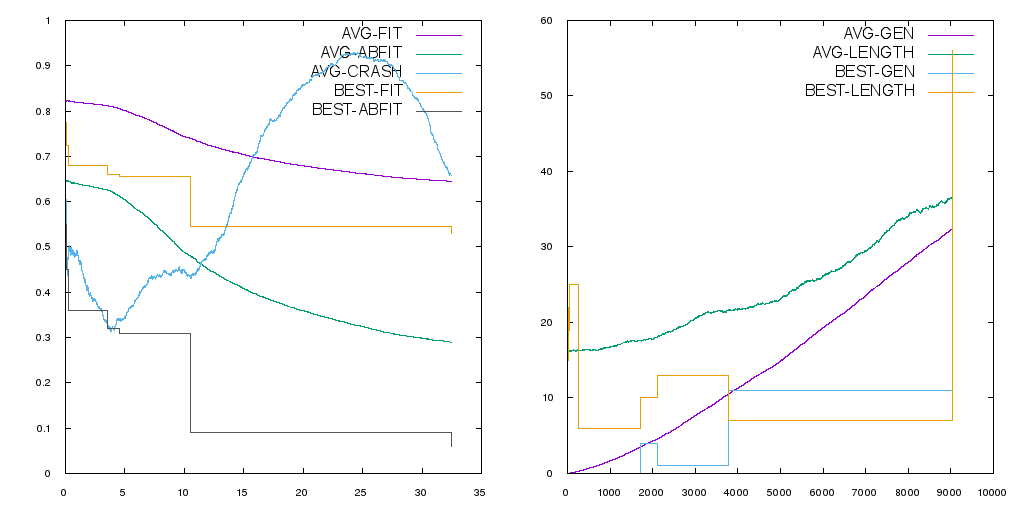 1
0.9
0.8
0.7
0.6
0.5
0.4
0.3
0.2
0.1
0
0 5 10 15 20 25 30 35
AVG-FIT
AVG-ABFIT
AVG-CRASH
BEST-FIT
BEST-ABFIT
60
50
40
30
20
10
0
0 1000 2000 3000 4000 5000 6000 7000 8000 9000 10000
AVG-GEN
AVG-LENGTH
BEST-GEN
BEST-LENGTH